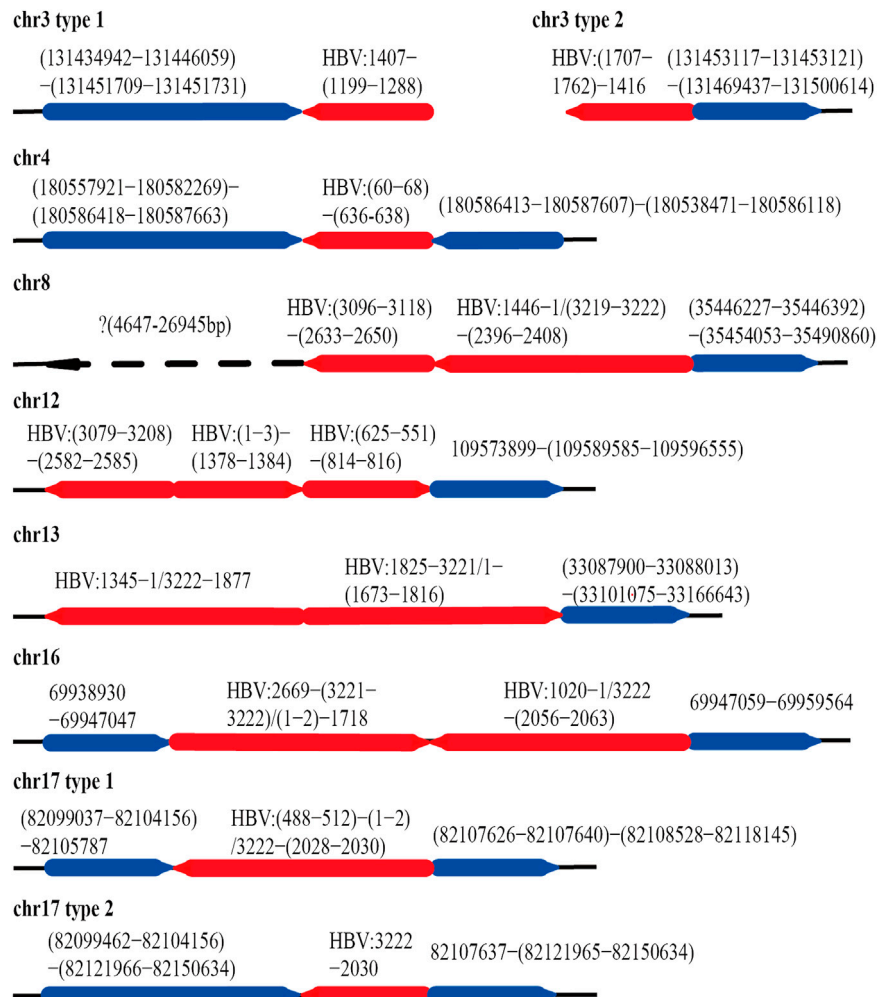 chr3 type 1
(131434942−131446059)
−(131451709−131451731)
HBV:1407−
(1199−1288)
chr3 type 2
HBV:(1707−
1762)−1416
(131453117−131453121)
−(131469437−131500614)
chr4
(180557921−180582269)−
(180586418−180587663)
HBV:(60−68)
−(636-638)
(180586413−180587607)−(180538471−180586118)
chr8
?(4647-26945bp)
HBV:(3096−3118)
−(2633−2650)
HBV:1446−1/(3219−3222)
−(2396−2408)
(35446227−35446392)
−(35454053−35490860)
chr12
HBV:(3079−3208)
−(2582−2585)
HBV:(1−3)−
(1378−1384)
HBV:(625−551)
−(814−816)
109573899−(109589585−109596555)
chr13
HBV:1345−1/3222−1877
HBV:1825−3221/1−
(1673−1816)
(33087900−33088013)
−(33101075−33166643)
chr16
69938930
−69947047
HBV:2669−(3221−
3222)/(1−2)−1718
HBV:1020−1/3222
−(2056−2063)
69947059−69959564
chr17 type 1
(82099037−82104156)
−82105787
HBV:(488−512)−(1−2)
/3222−(2028−2030)
(82107626−82107640)−(82108528−82118145)
chr17 type 2
(82099462−82104156)
−(82121966−82150634)
HBV:3222
−2030
82107637−(82121965−82150634)